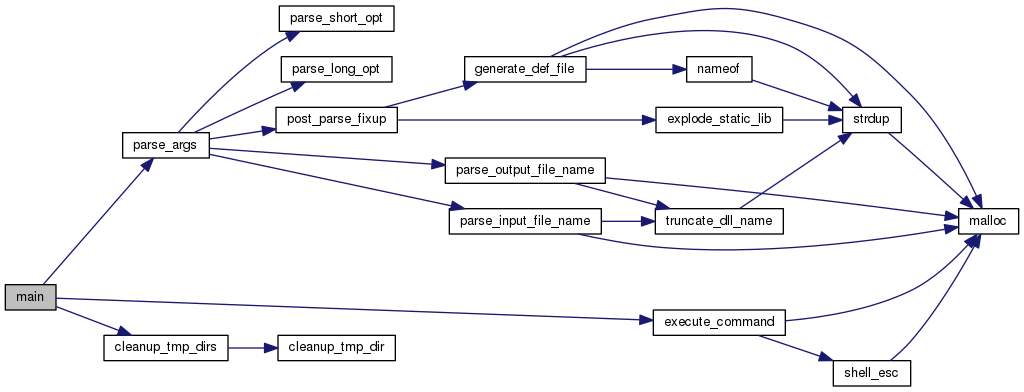 parse_short_opt
parse_long_opt
generate_def_file
nameof
post_parse_fixup
explode_static_lib
strdup
parse_args
parse_output_file_name
parse_input_file_name
truncate_dll_name
malloc
main
execute_command
cleanup_tmp_dirs
cleanup_tmp_dir
shell_esc